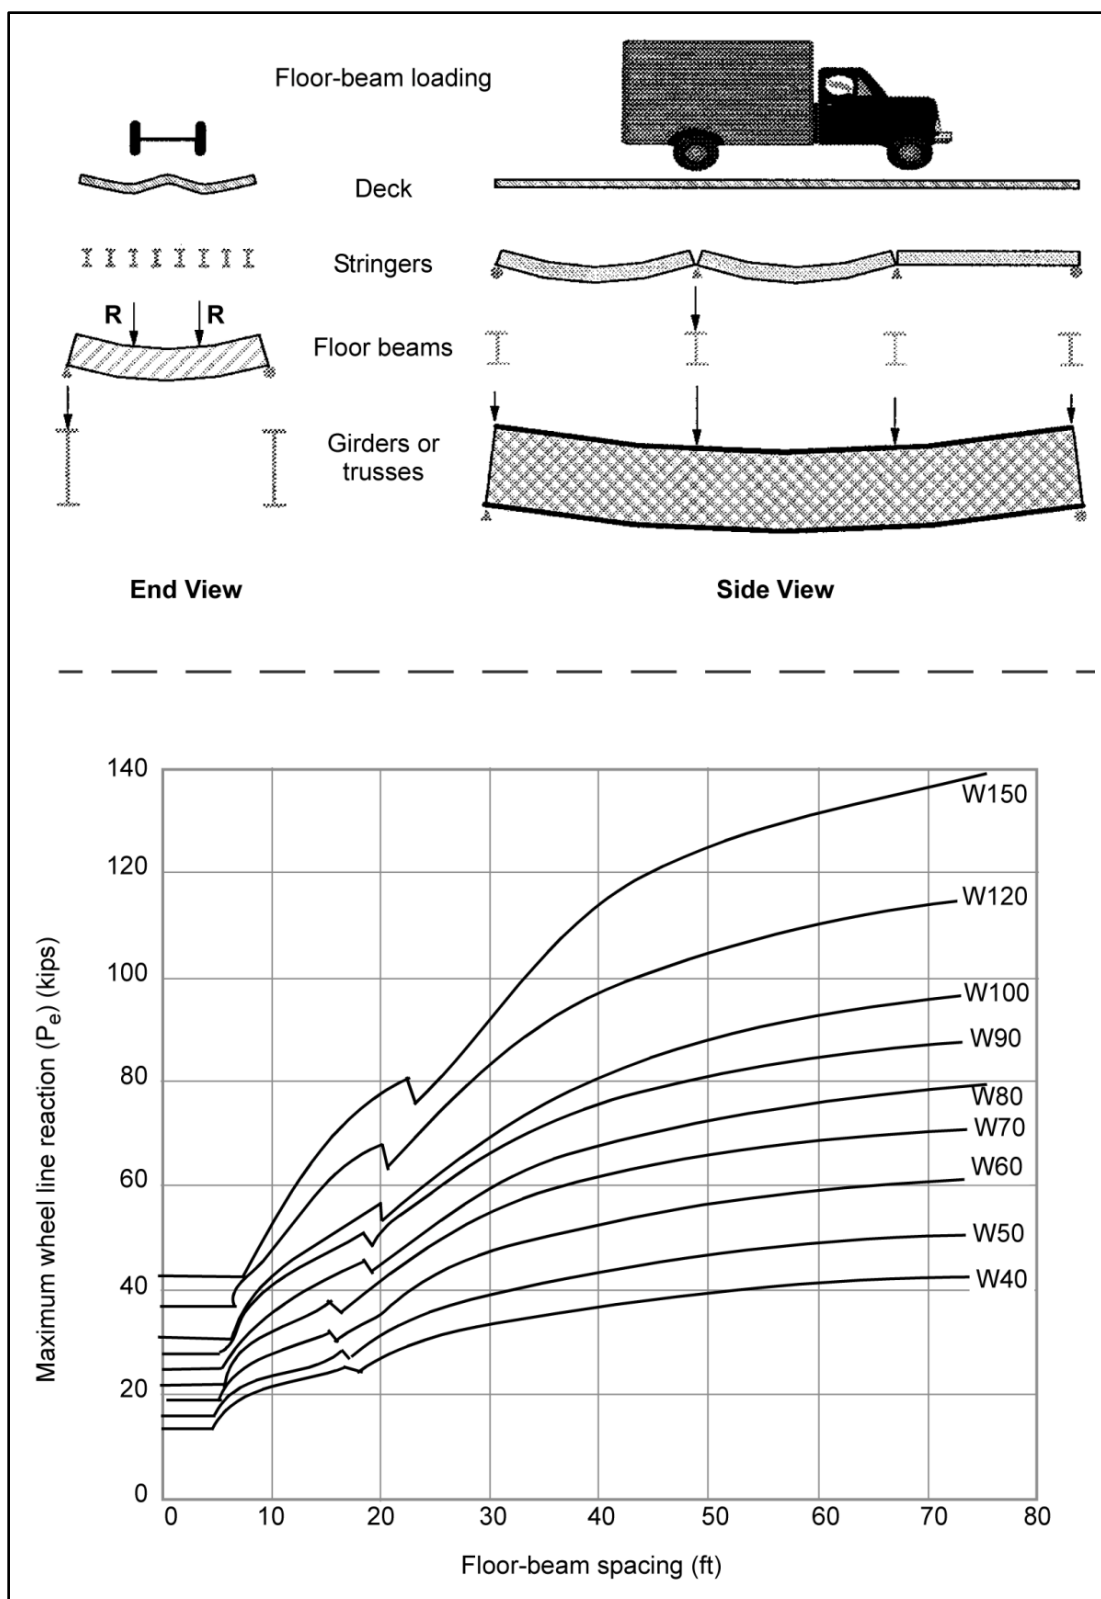 Floor-beam loading
Deck
Stringers
R R
Floor beams
Girders or
trusses
End View
Side View
140
120
100
80
60
40
20
0
0 10 20 30 40 50 60 70 80
Maximum wheel line reaction (Pe) (kips)
Floor-beam spacing (ft)
W150
W120
W100
W90
W80
W70
W60
W50
W40